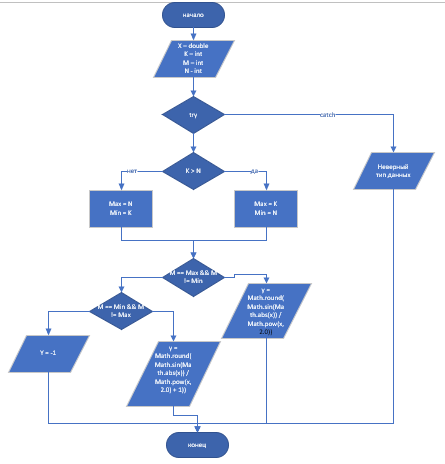 начало
X – double
K – int
M – int
N - int
try
catch
Неверный
тип данных
K > N
нет
да
Max = N
Min = K
Max = K
Min = N
M == Max && M
!= Min
M == Min && M
!= Max
y =
Math.round(
Math.sin(Ma
th.abs(x)) /
Math.pow(x,
2.0))
Y = -1
y =
Math.round(
Math.sin(Ma
th.abs(x)) /
Math.pow(x,
2.0) + 1))
конец